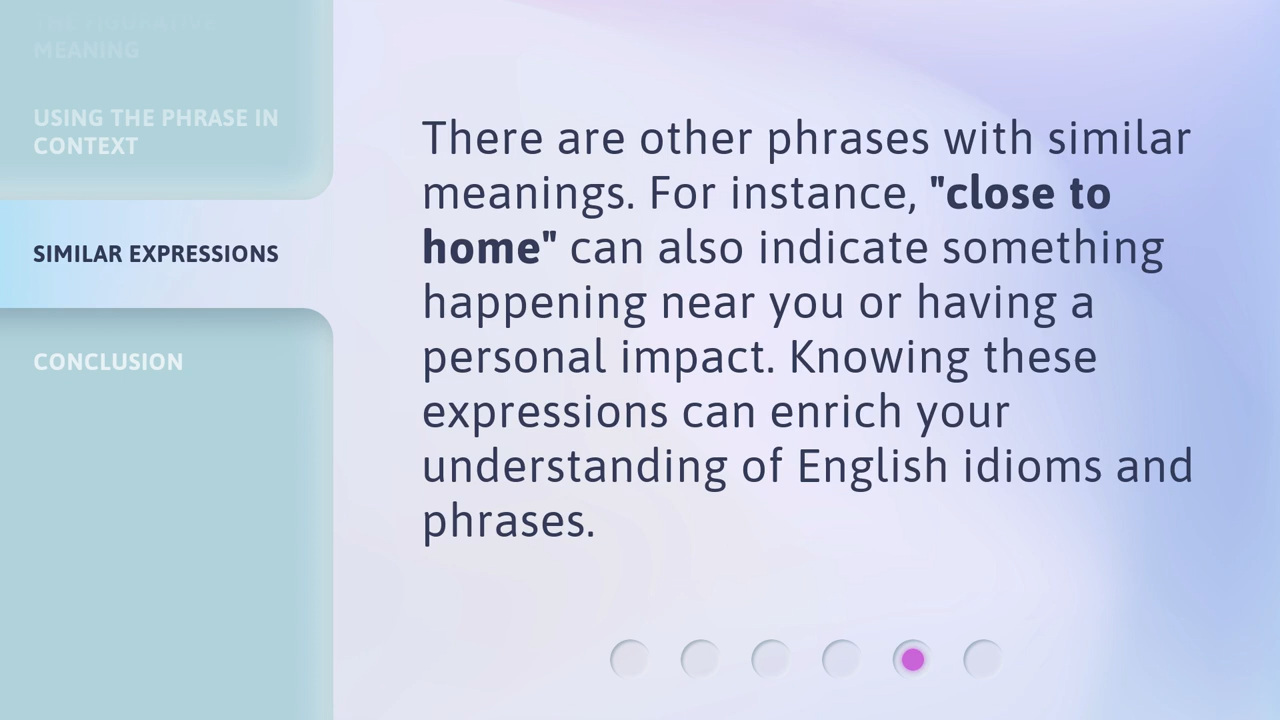 MEANING
USING THE PHRASE IN
CONTEXT
SIMILAR EXPRESSIONS
CONCLUSION
There are other phrases with similar
meanings. For instance, "close to
home" can also indicate something
happening near you or having a
personal impact. Knowing these
expressions can enrich your
understanding of English idioms and
phrases.